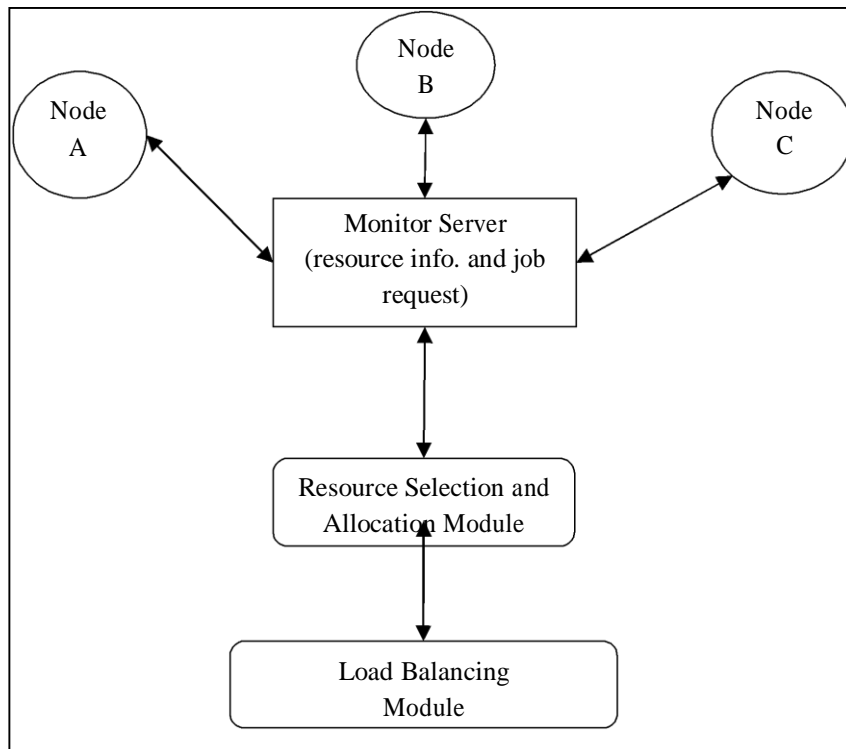 Node
A
Node
B
Node
C
Monitor Server
(resource info. and job
request)
Resource Selection and
Allocation Module
Load Balancing
Module